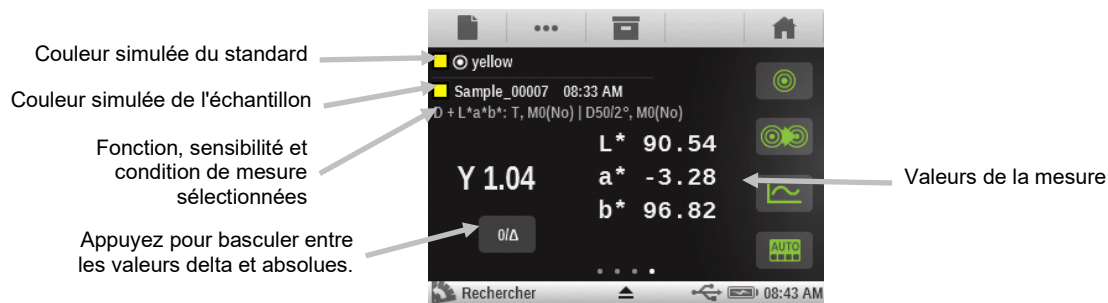 Couleur simulée du standard
Couleur simulée de l'échantillon
Fonction, sensibilité et
condition de mesure
sélectionnées
Appuyez pour basculer entre
les valeurs delta et absolues.
yellow
Sample_00007 08:33 AM
D + L*a*b*: T, M0(No) | D50/2°, M0(No)
Y 1.04
L* 90.54
a* -3.28
b* 96.82
0/Δ
AUTO
Rechercher
08:43 AM
Valeurs de la mesure